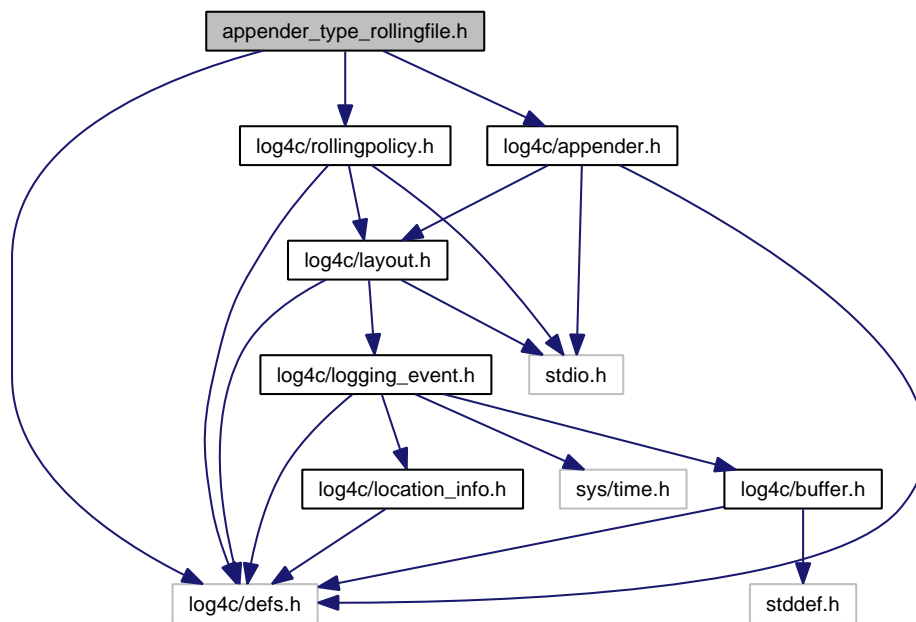 appender_type_rollingfile.h
log4c/rollingpolicy.h
log4c/appender.h
log4c/layout.h
log4c/logging_event.h
stdio.h
log4c/location_info.h
sys/time.h
log4c/buffer.h
log4c/defs.h
stddef.h